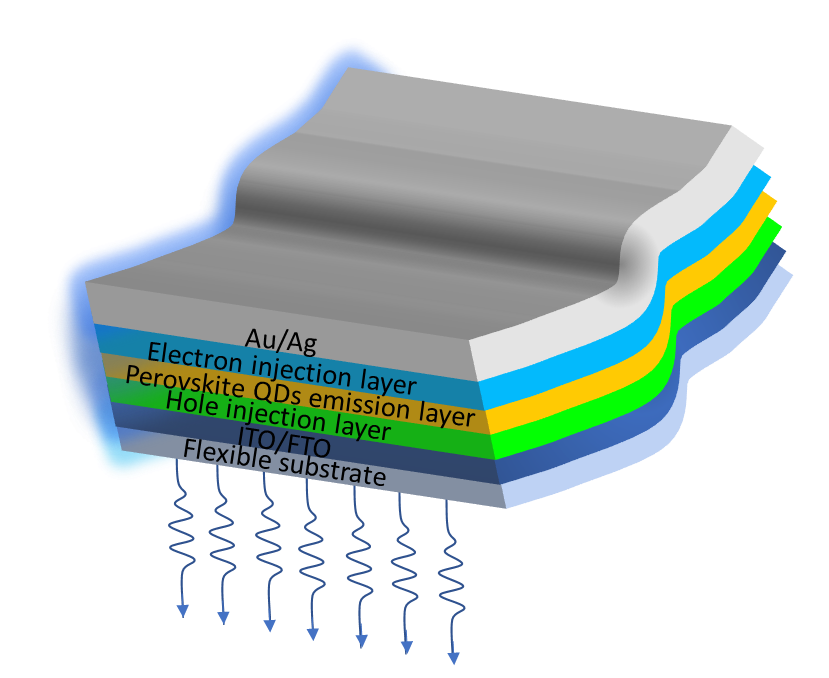 Au/Ag
Electron injection layer
Perovskite QDs emission layer
Hole injection layer
ITO/FTO
Flexible substrate